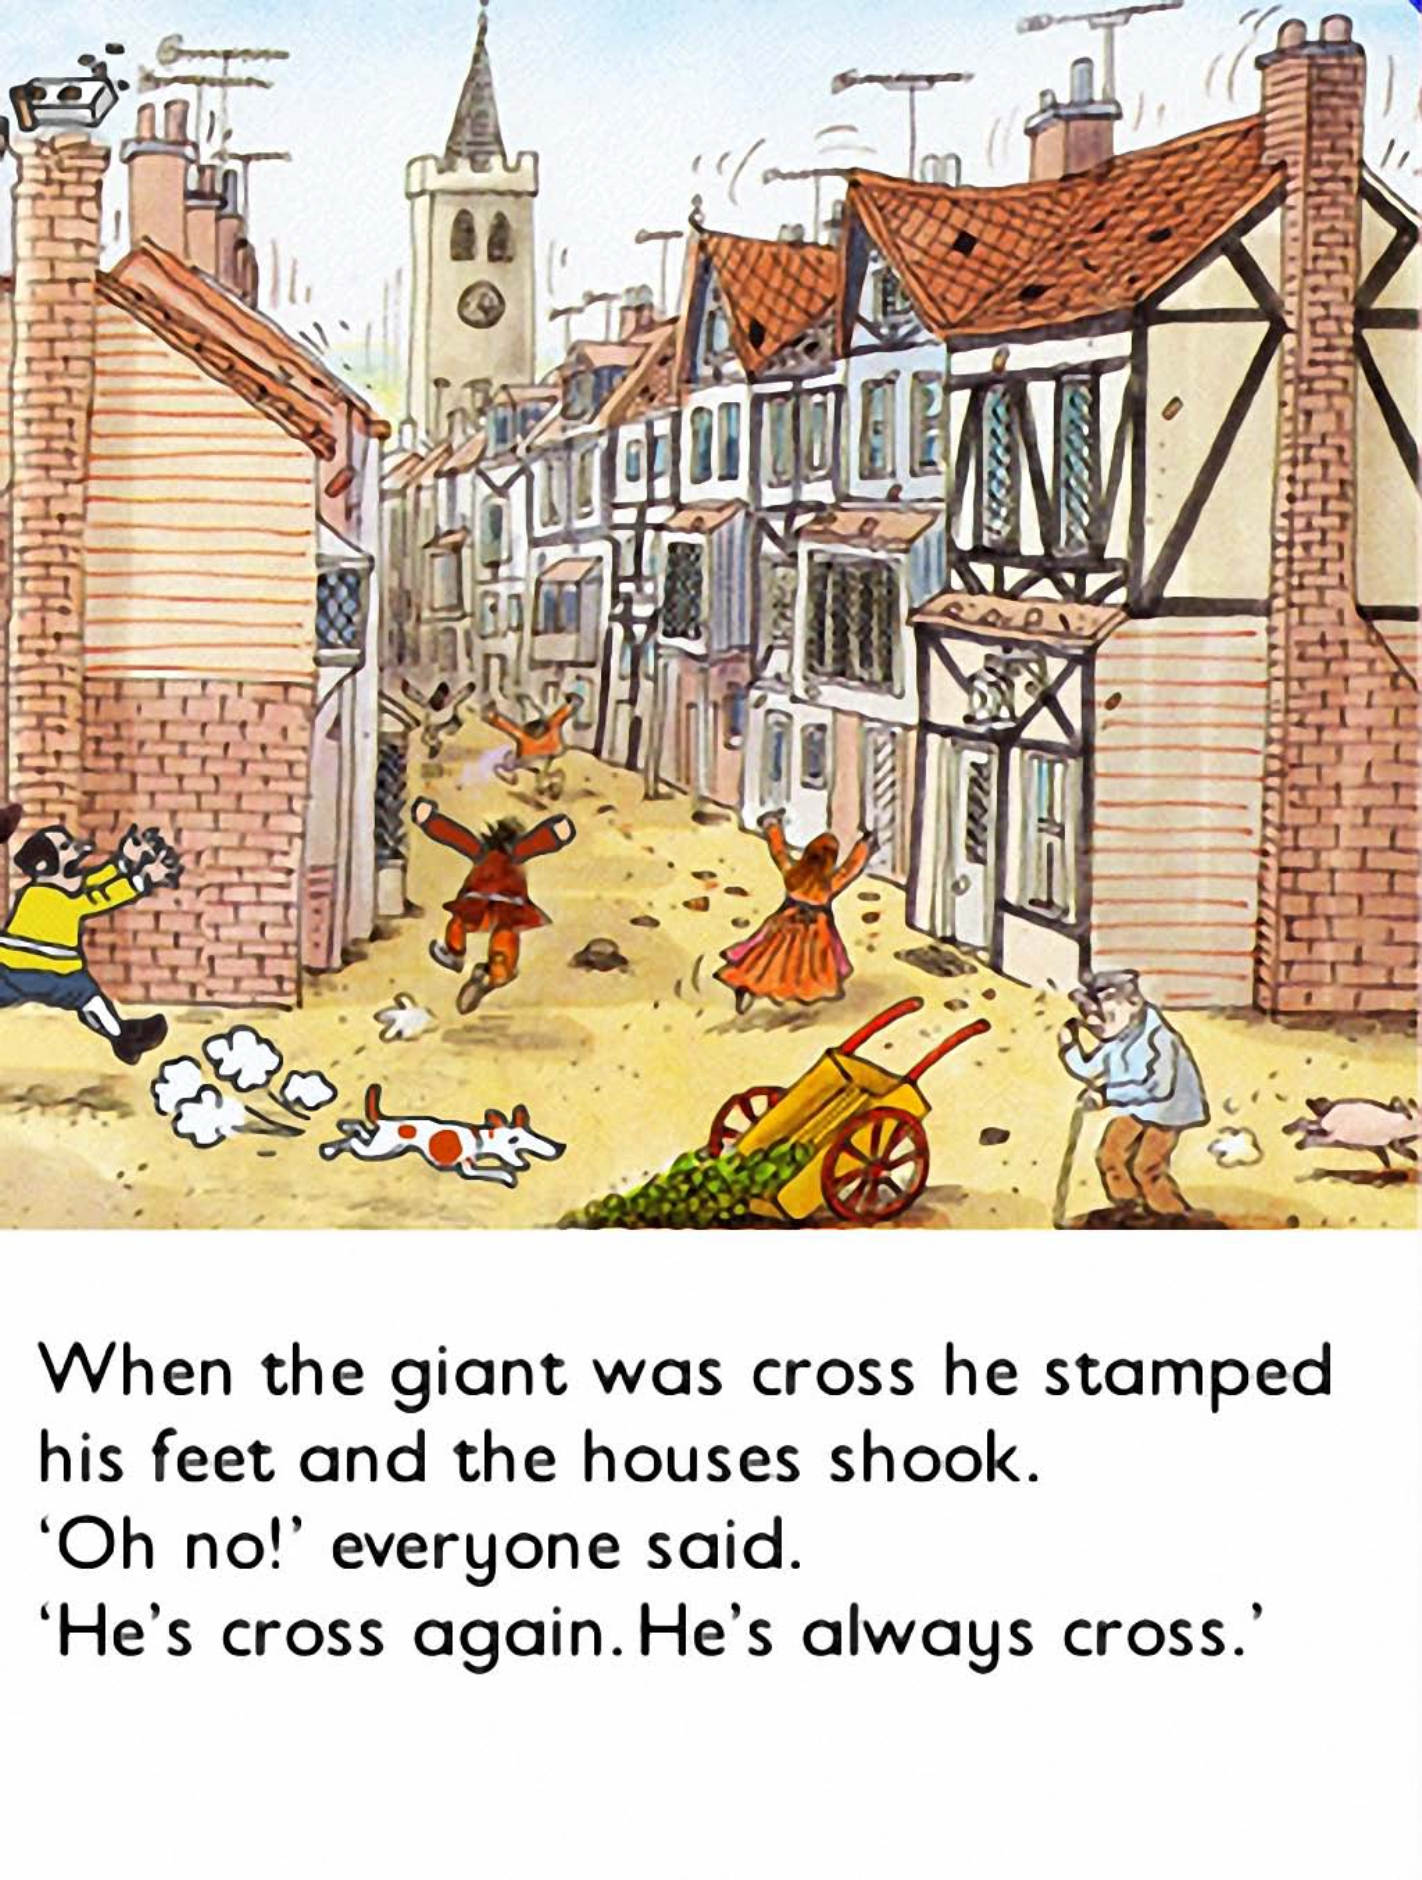 When the giant was cross he stamped
his feet and the houses shook.
‘Oh no!’ everyone said.
‘He’s cross again. He’s always cross.’